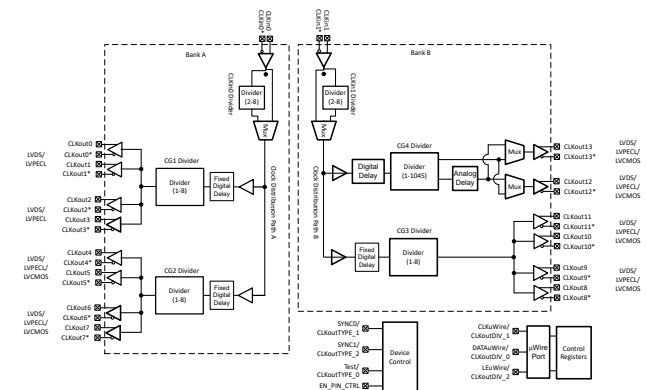 CLKin0*
CLKin0
CLKin1*
CLKin1
Bank A
Bank B
CLKin0 Divider
Divider
(2-8)
Mux
CLKin1 Divider
Divider
(2-8)
Mux
Clock Distribution Path A
Clock Distribution Path B
LVDS/
LVPECL
CLKout0
CLKout0*
CLKout1
CLKout1*
CLKout2
CLKout2*
CLKout3
CLKout3*
LVDS/
LVPECL
CG1 Divider
Divider
(1-8)
Fixed
Digital
Delay
LVDS/
LVPECL/
LVCMOS
CLKout4
CLKout4*
CLKout5
CLKout5*
LVDS/
LVPECL/
LVCMOS
CLKout6
CLKout6*
CLKout7
CLKout7*
CG2 Divider
Divider
(1-8)
Fixed
Digital
Delay
Digital
Delay
CG4 Divider
Divider
(1-1045)
Analog
Delay
Mux
Mux
CLKout13
CLKout13*
CLKout12
CLKout12*
LVDS/
LVPECL/
LVCMOS
LVDS/
LVPECL/
LVCMOS
Fixed
Digital
Delay
CG3 Divider
Divider
(1-8)
CLKout11
CLKout11*
CLKout10
CLKout10*
LVDS/
LVPECL/
LVCMOS
CLKout9
CLKout9*
CLKout8
CLKout8*
LVDS/
LVPECL/
LVCMOS
SYNC0/
CLKoutTYPE_1
SYNC1/
CLKoutTYPE_2
Test/
CLKoutTYPE_0
EN_PIN_CTRL
Device
Control
CLKuWire/
CLKoutDIV_1
DATAuWire/
CLKoutDIV_0
LEuWire/
CLKoutDIV_2
µWire
Port
Control
Registers